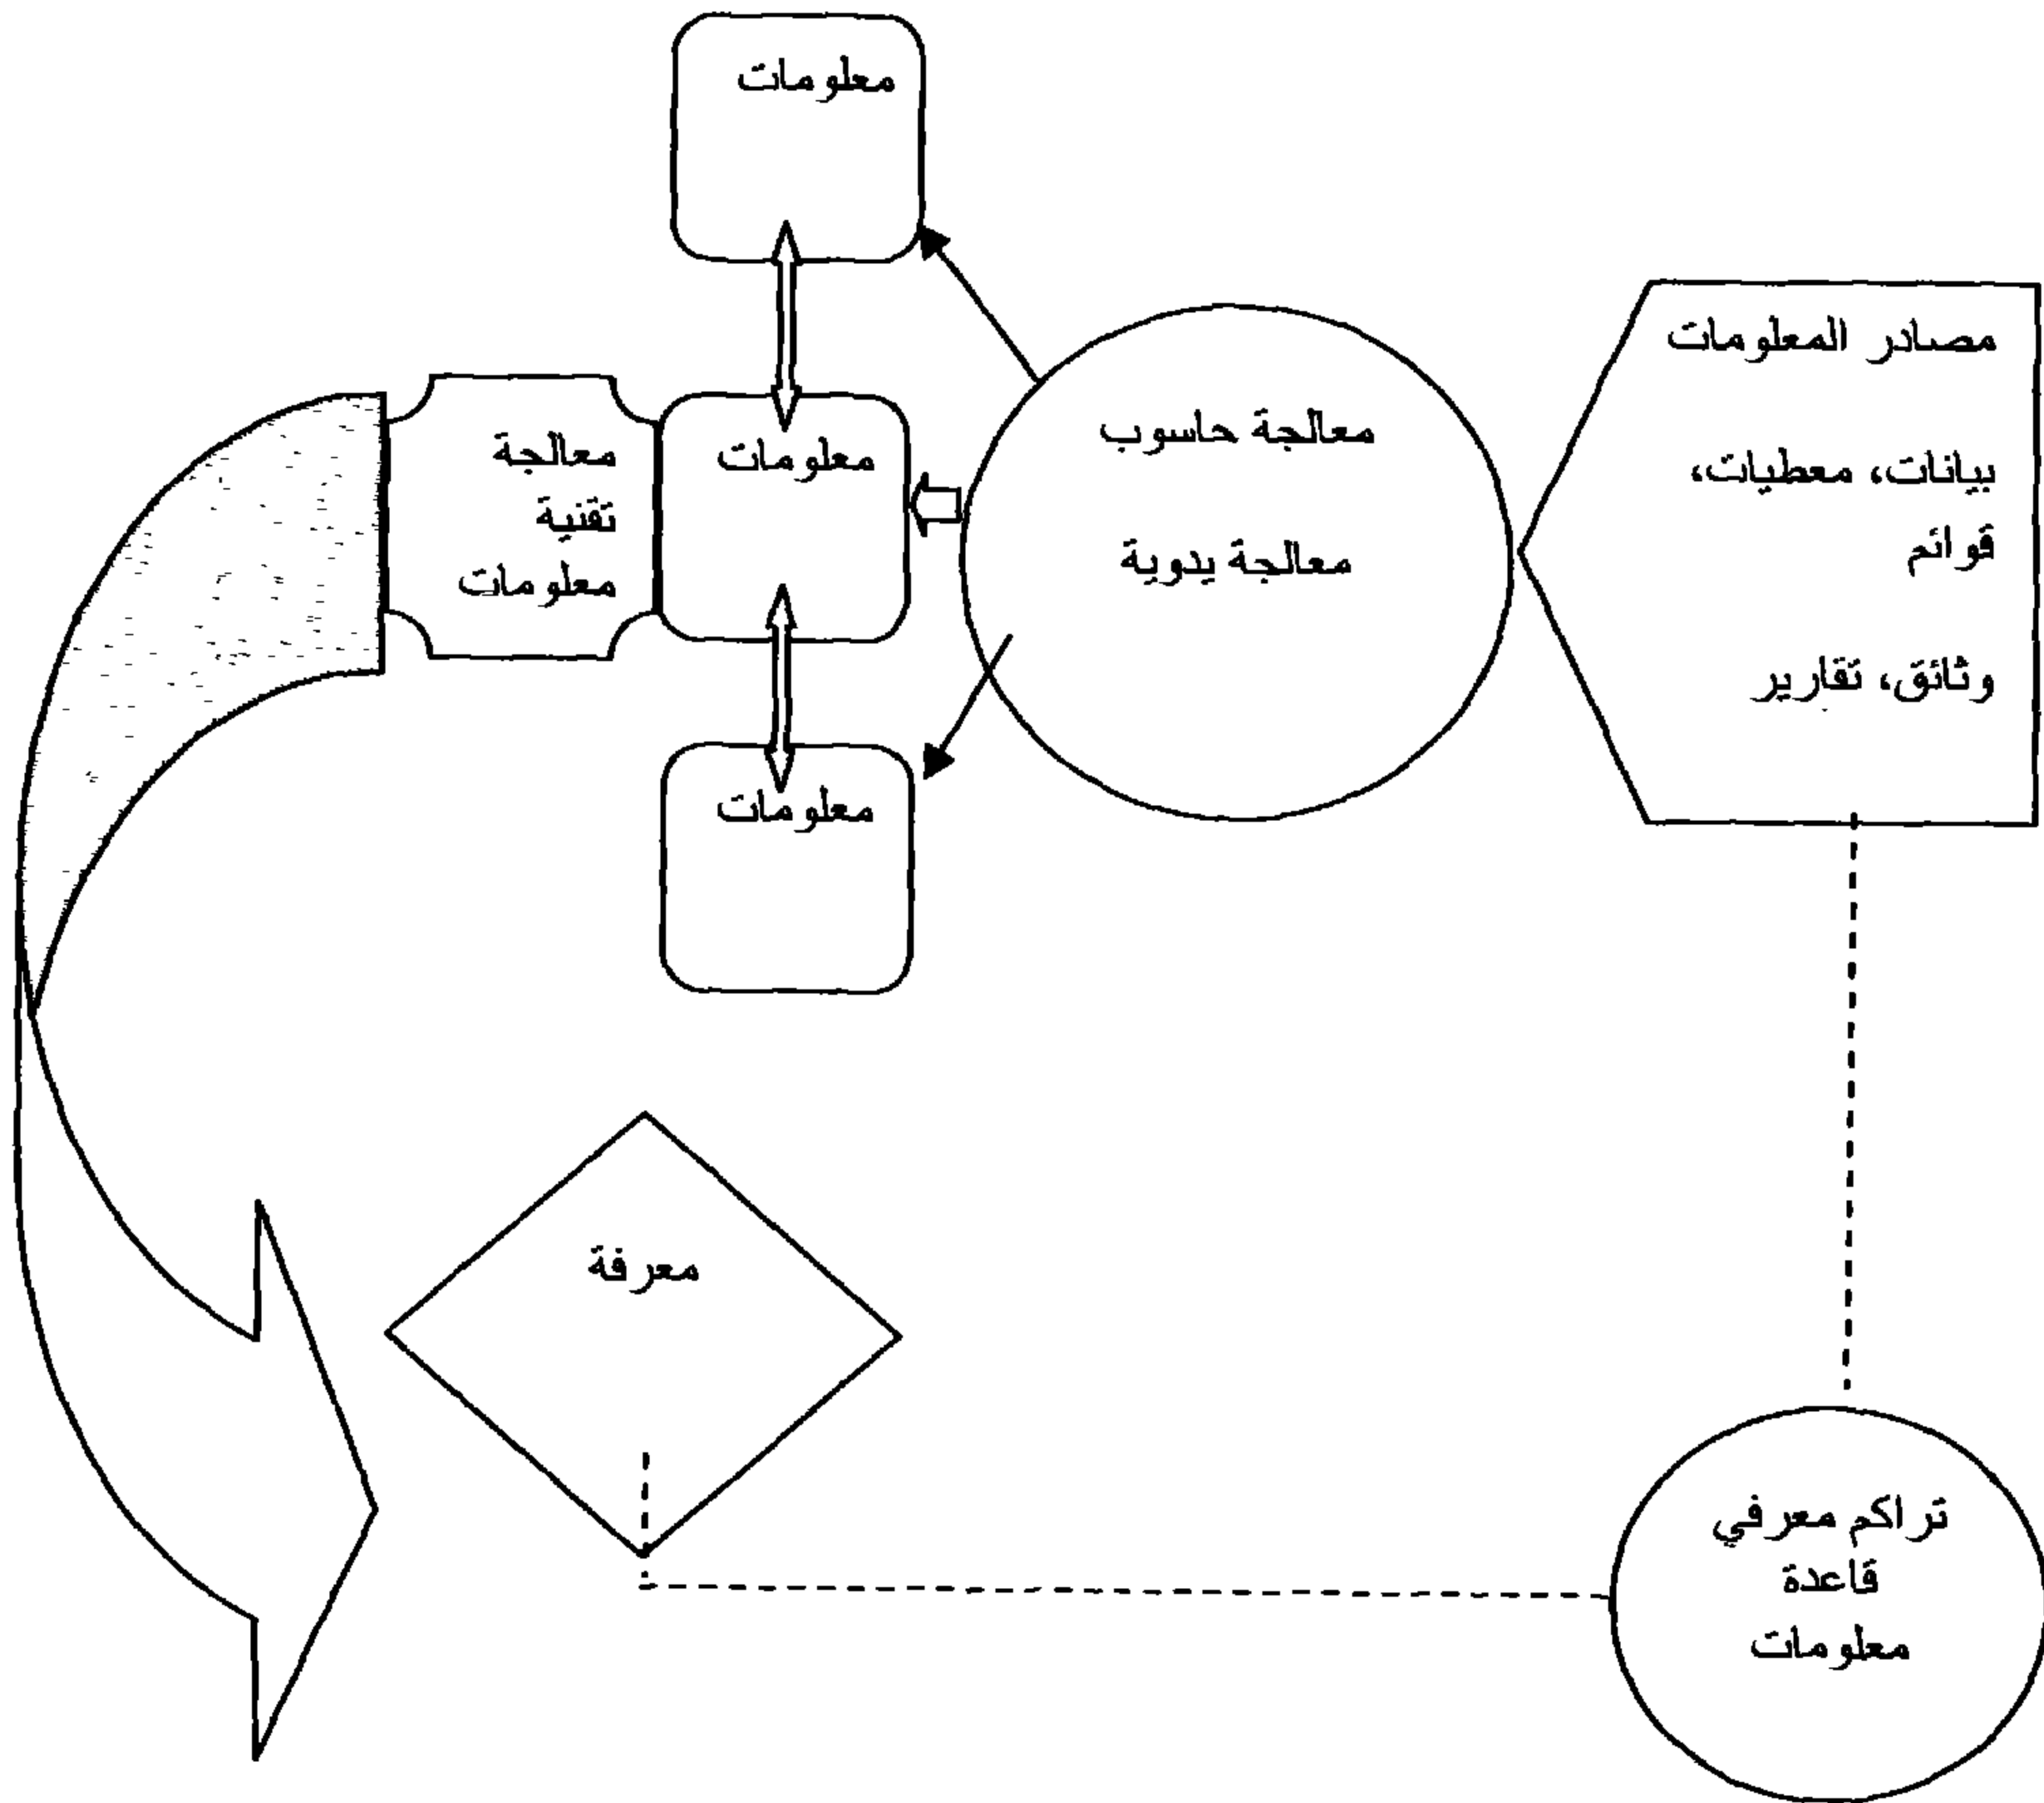 معلومات
مصادر المعلومات
بيانات، معطيات،
قوائم
وثائق، تقارير
معالجة حاسوب
معالجة يدوية
معلومات
معالجة
تقنية
معلومات
معلومات
معرفة
تراكم معرفي
قاعدة
معلومات